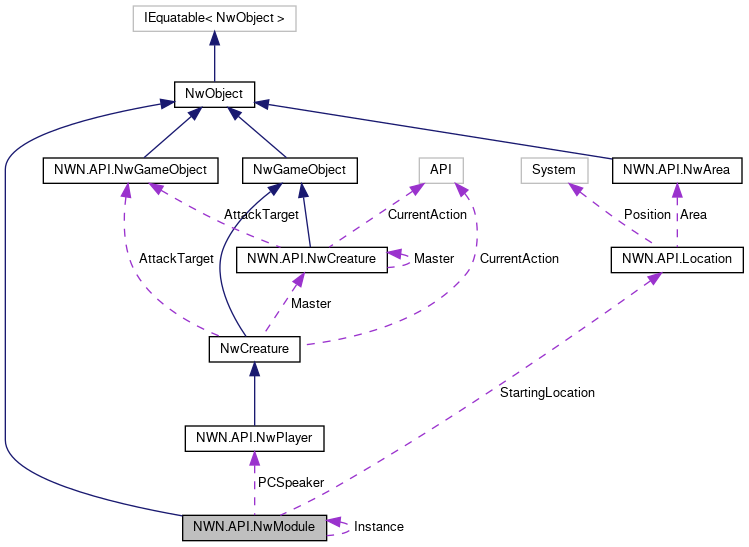 IEquatable< NwObject >
NwObject
NWN.API.NwGameObject
NwGameObject
API
System
NWN.API.NwArea
AttackTarget
CurrentAction
Position
Area
NWN.API.NwCreature
Master
NWN.API.Location
AttackTarget
CurrentAction
Master
NwCreature
StartingLocation
NWN.API.NwPlayer
PCSpeaker
NWN.API.NwModule
Instance